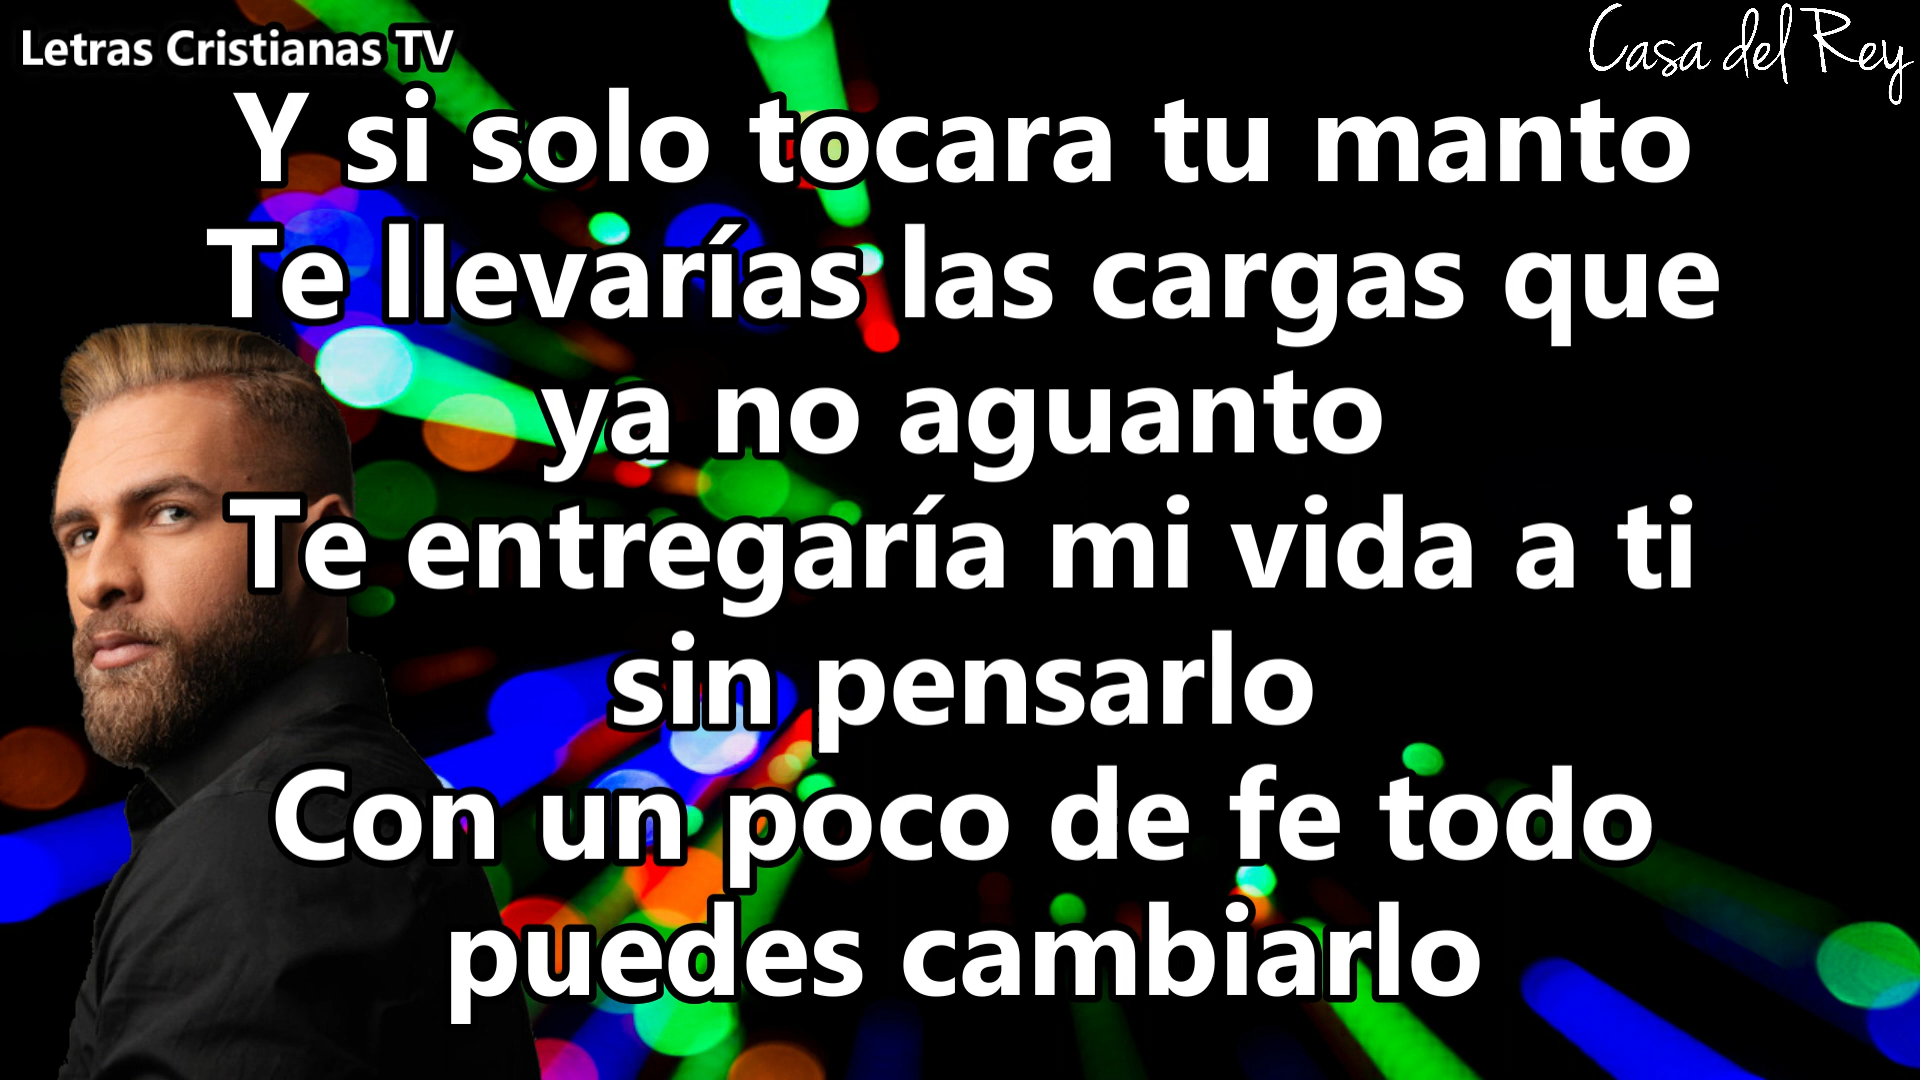 Letras Cristianas TV
Casa del Rey
Y si solo tocara tu manto
Te llevarías las cargas que
ya no aguanto
Te entregaría mi vida a ti
sin pensarlo
Con un poco de fe todo
puedes cambiarlo